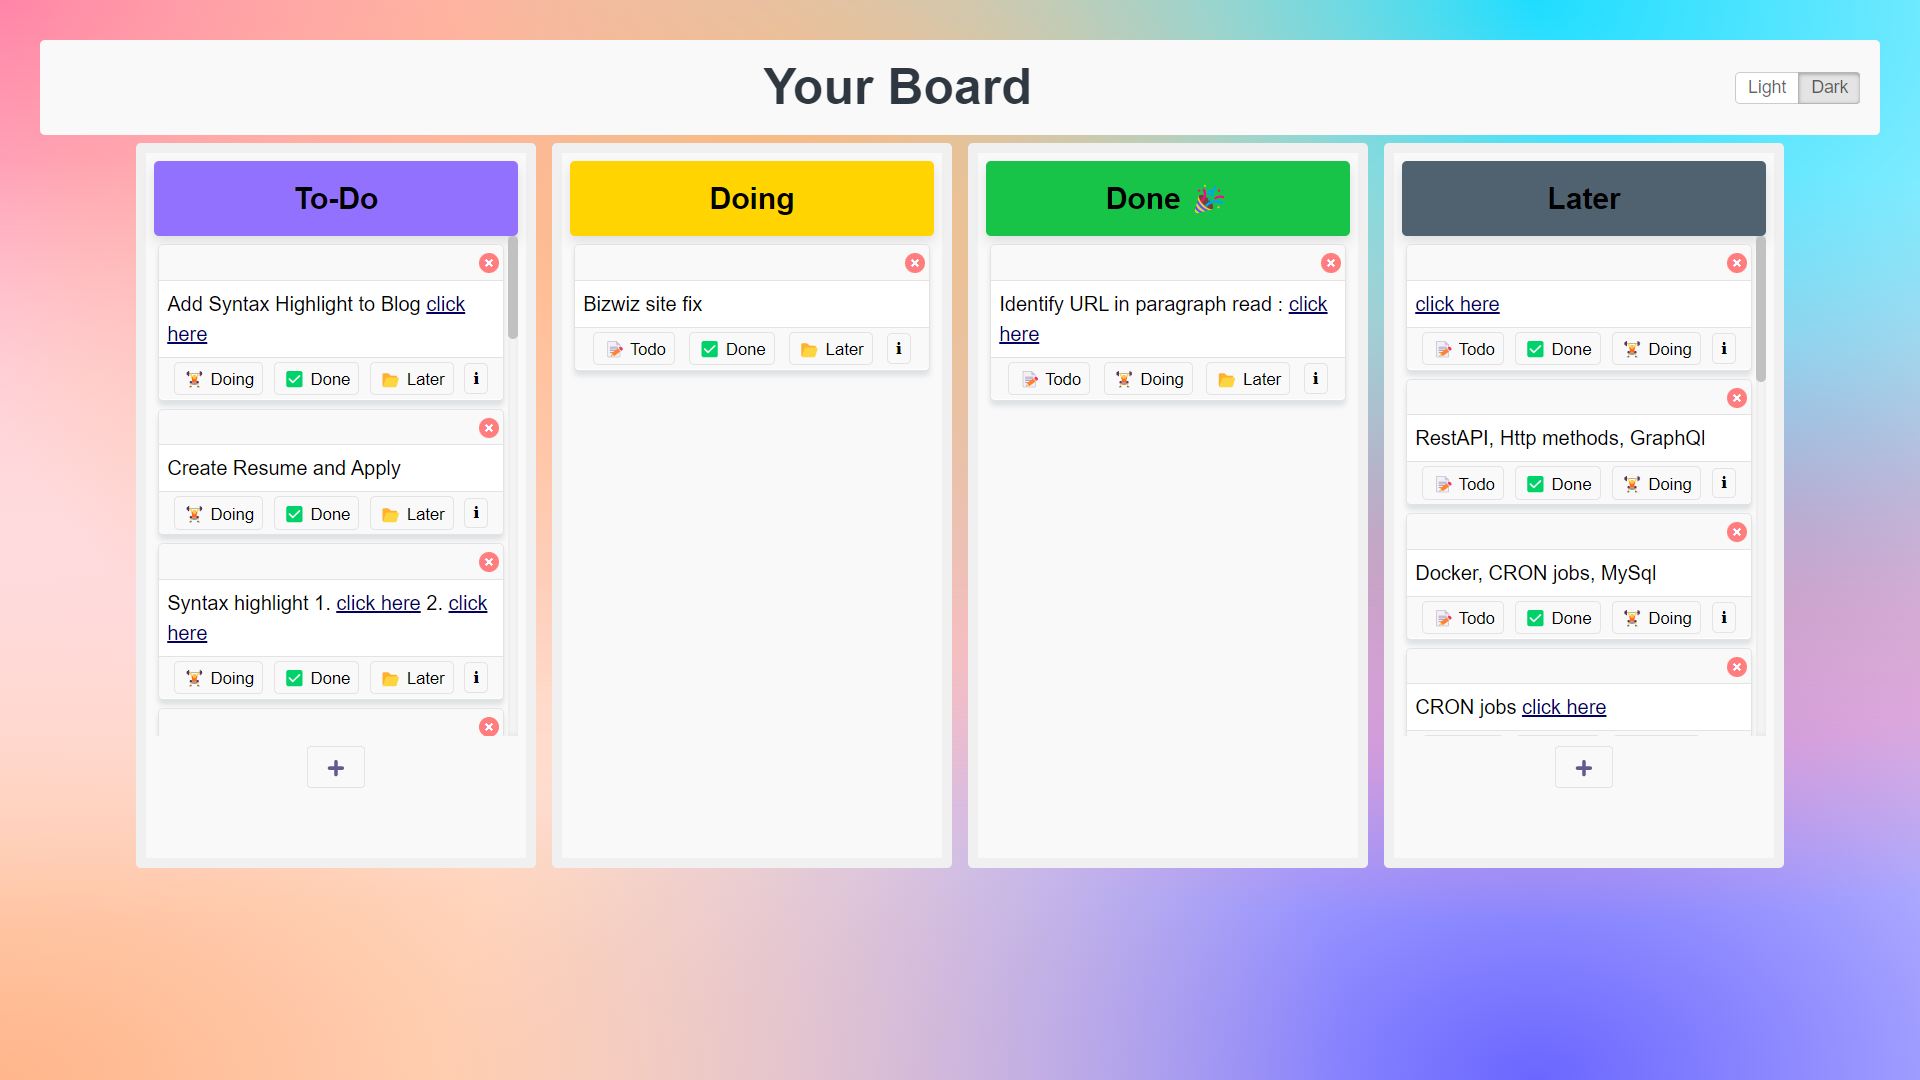 Your Board
Light Dark
To-Do
Add Syntax Highlight to Blog click
here
Doing Done Later i
Create Resume and Apply
Doing Done Later i
Syntax highlight 1. click here 2. click
here
Doing Done Later i
+
Doing
Bizwiz site fix
Todo Done Later i
Done
Identify URL in paragraph read : click
here
Todo Doing Later i
Later
click here
Todo Done Doing i
RestAPI, Http methods, GraphQl
Todo Done Doing i
Docker, CRON jobs, MySql
Todo Done Doing i
CRON jobs click here
+